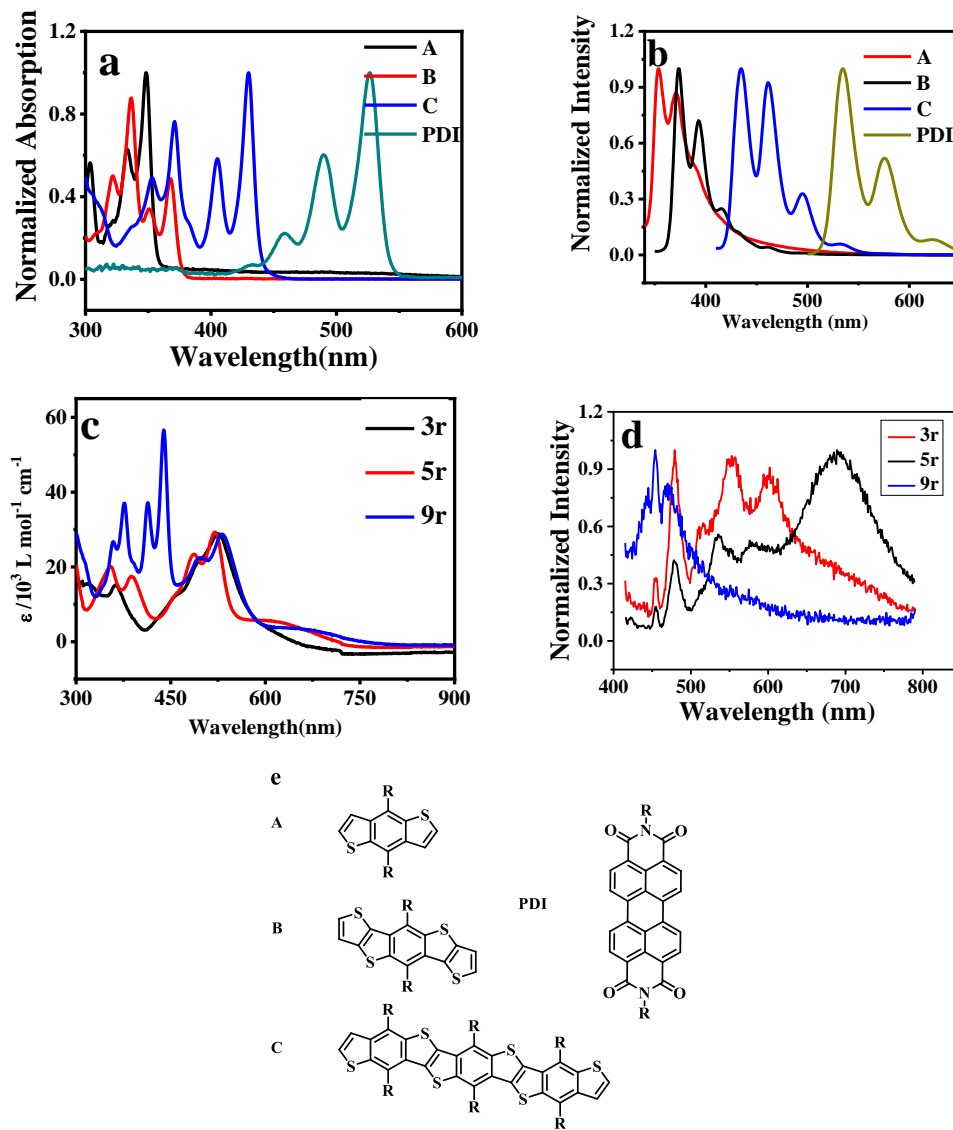 a
A
B
C
PDI
Normalized Absorption
1.2
0.8
0.4
0.0
300 400 500 600
Wavelength(nm)
b
A
B
C
PDI
Normalized Intensity
1.2
0.9
0.6
0.3
0.0
400 500 600
Wavelength(nm)
c
3r
5r
9r
ε /10³ L mol⁻¹ cm⁻¹
60
40
20
0
300 450 600 750 900
Wavelength(nm)
d
3r
5r
9r
Normalized Intensity
1.2
0.9
0.6
0.3
0.0
400 500 600 700 800
Wavelength (nm)
e
A
R
S
S
R
B
S
R
S
S
R
S
PDI
R
O N O
O N O
R
C
R
S
R
S
R
S
R
S
R
S
S
R